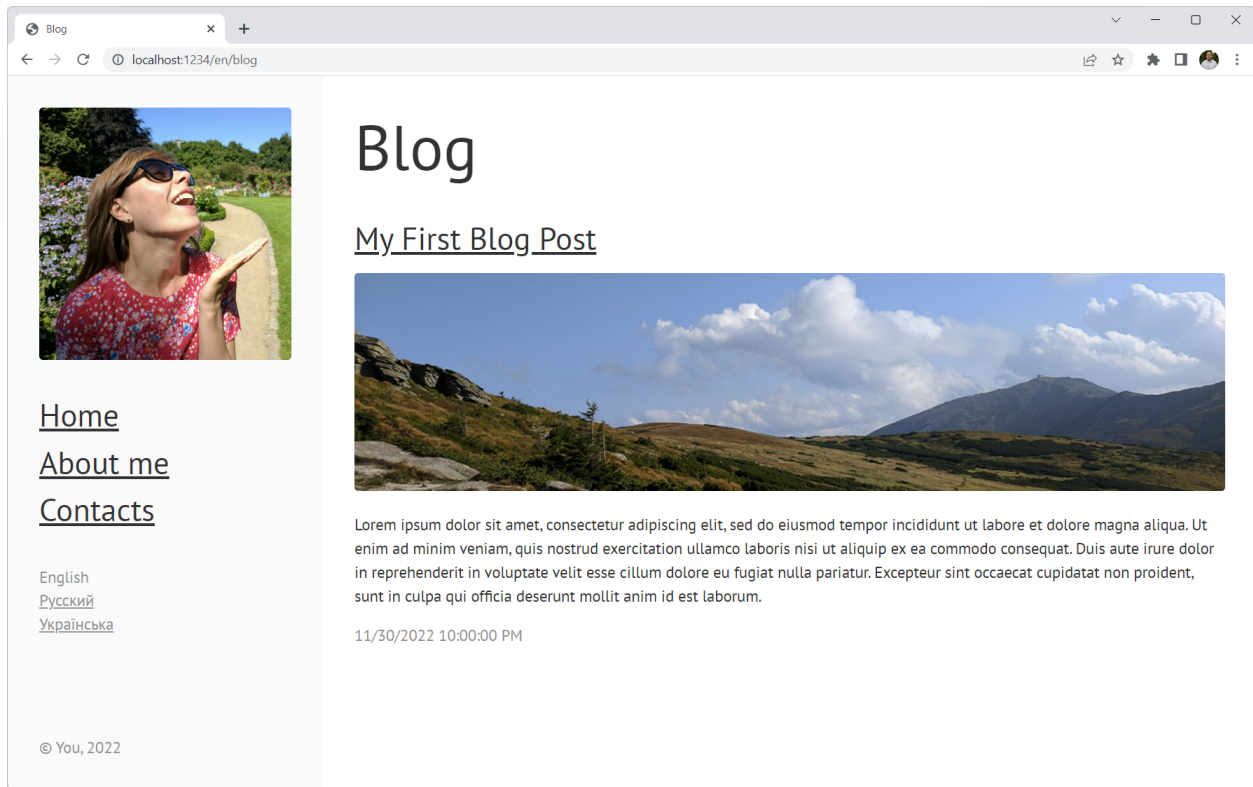 Blog
localhost:1234/en/blog
Home
About me
Contacts
English
Русский
Українська
© You, 2022
Blog
My First Blog Post
Lorem ipsum dolor sit amet, consectetur adipiscing elit, sed do eiusmod tempor incididunt ut labore et dolore magna aliqua. Ut
enim ad minim veniam, quis nostrud exercitation ullamco laboris nisi ut aliquip ex ea commodo consequat. Duis aute irure dolor
in reprehenderit in voluptate velit esse cillum dolore eu fugiat nulla pariatur. Excepteur sint occaecat cupidatat non proident,
sunt in culpa qui officia deserunt mollit anim id est laborum.
11/30/2022 10:00:00 PM